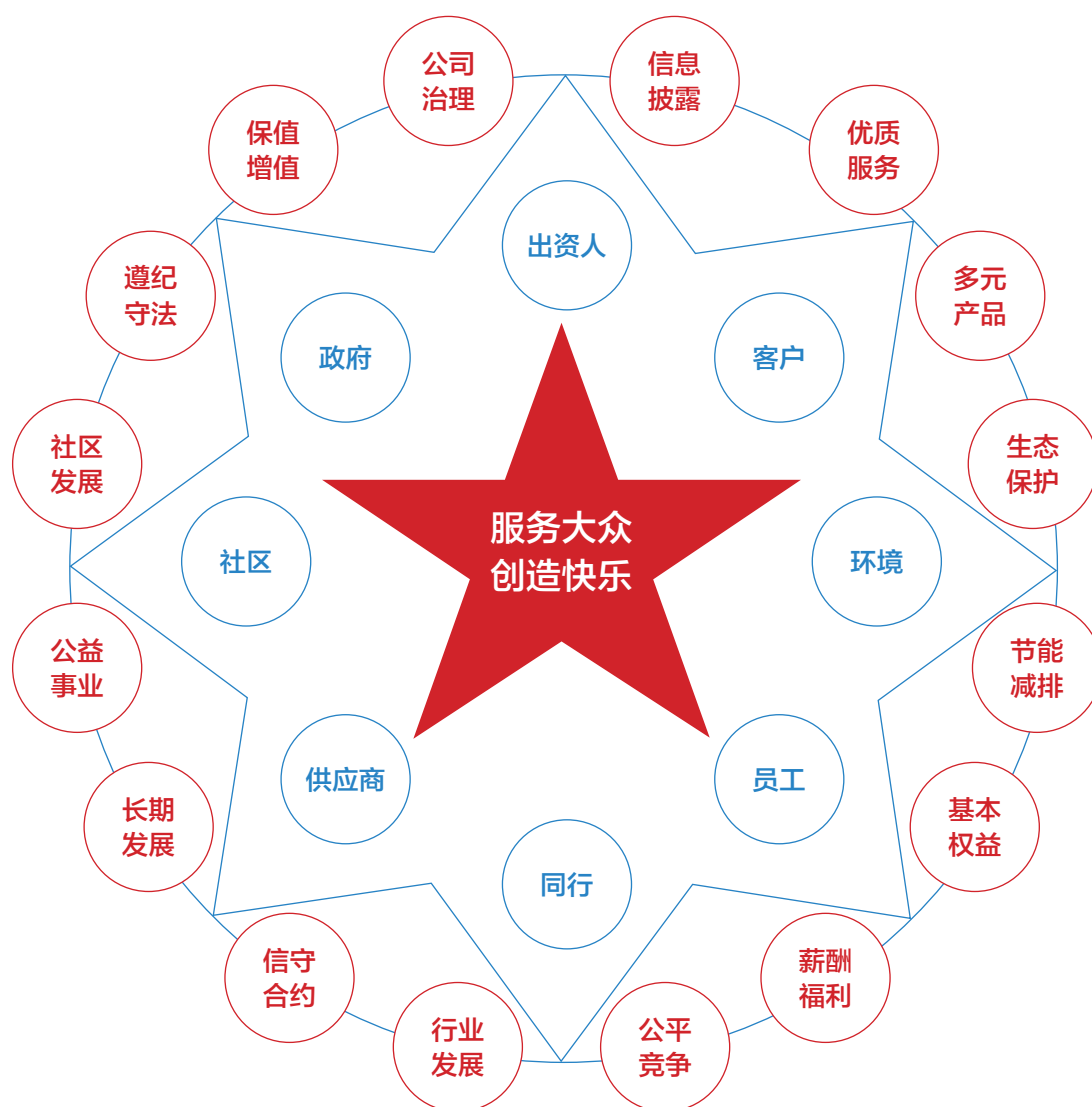 公司
治理
信息
披露
保值
增值
优质
服务
出资人
遵纪
守法
多元
产品
政府
客户
社区
发展
生态
保护
服务大众
创造快乐
社区
环境
公益
事业
节能
减排
供应商
员工
长期
发展
基本
权益
同行
信守
合约
薪酬
福利
行业
发展
公平
竞争